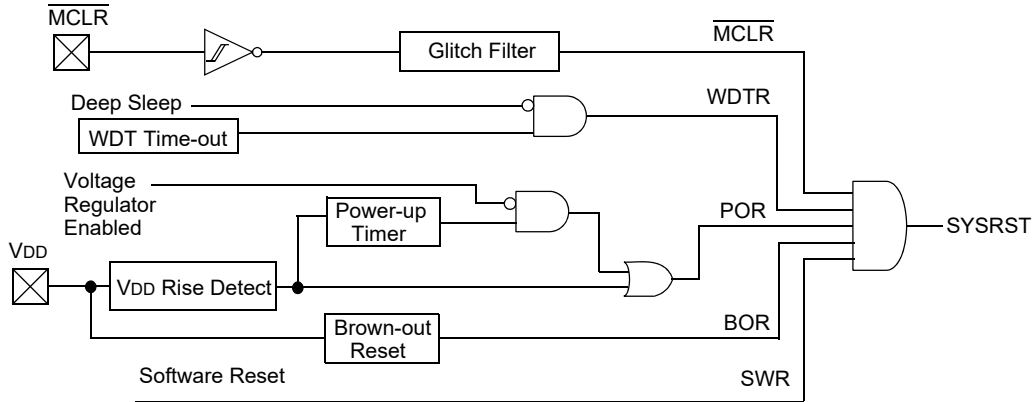 MCLR
Glitch Filter
MCLR
Deep Sleep
WDT Time-out
WDTR
Voltage
Regulator
Enabled
Power-up
Timer
POR
SYSRST
VDD
VDD Rise Detect
Brown-out
Reset
BOR
Software Reset
SWR